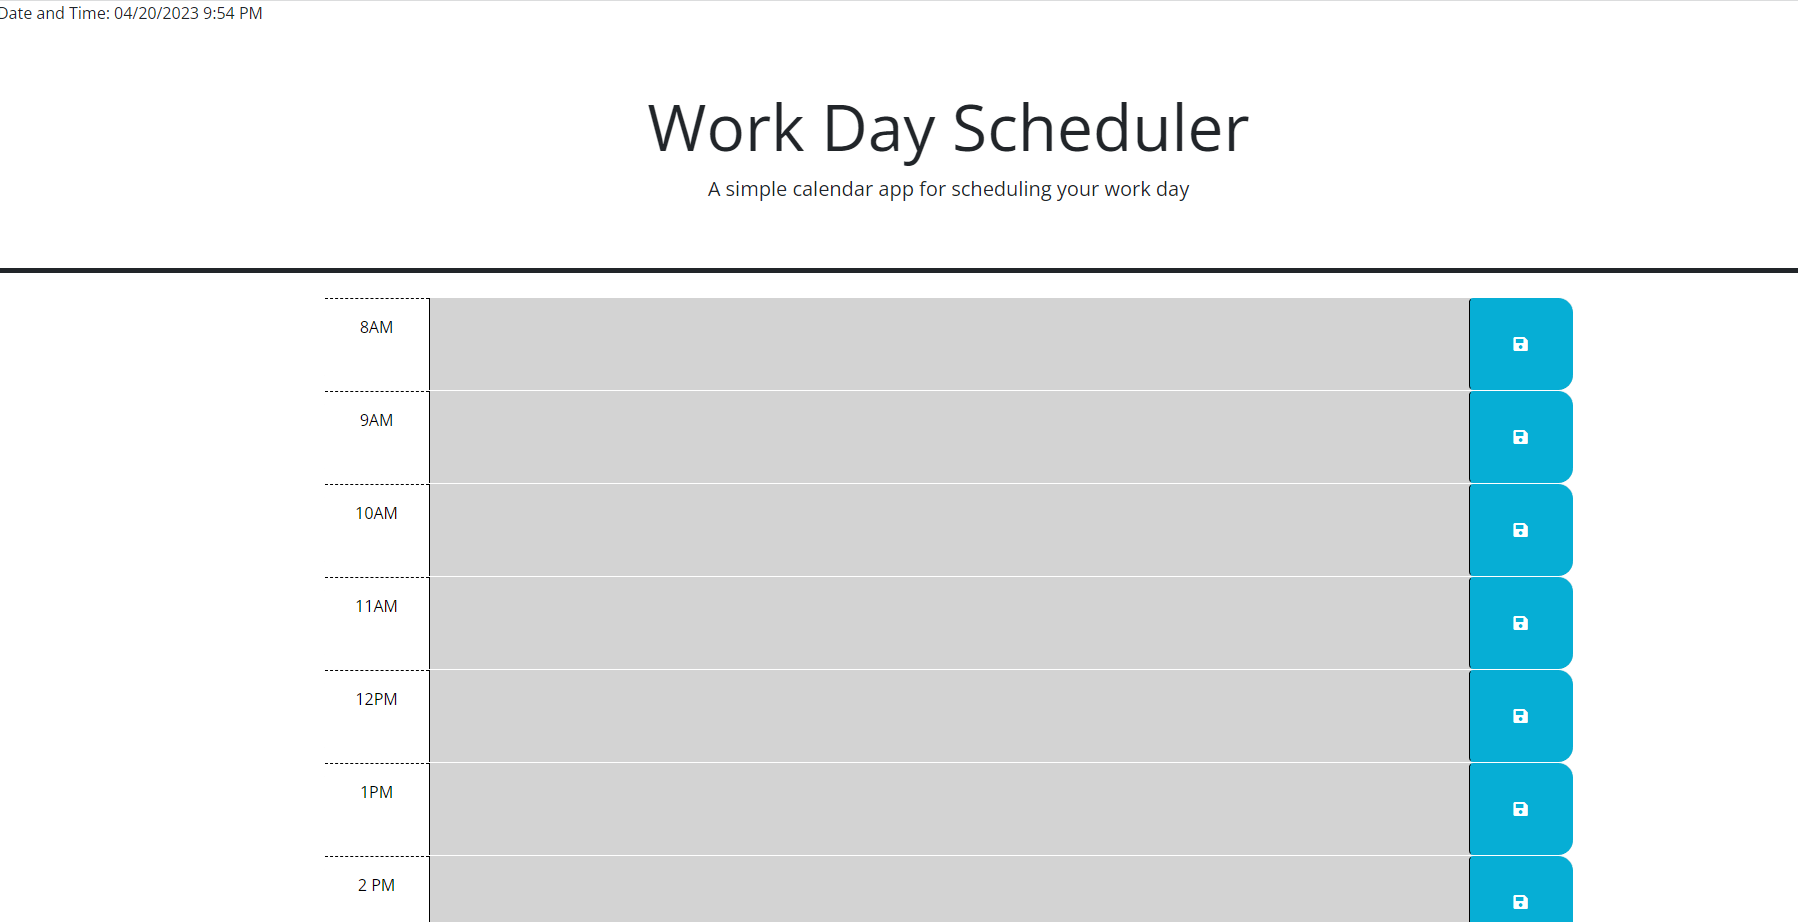 Date and Time: 04/20/2023 9:54 PM
Work Day Scheduler
A simple calendar app for scheduling your work day
8AM
9AM
10AM
11AM
12PM
1PM
2 PM